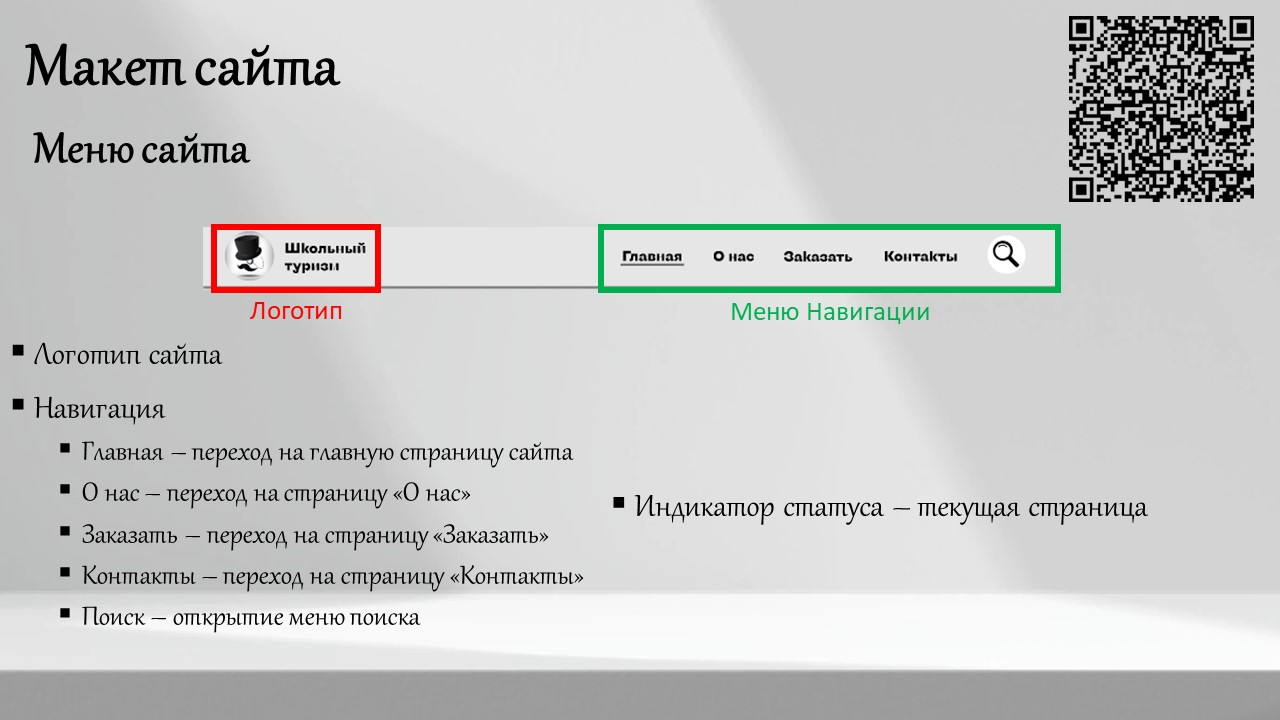 Макет сайта
Меню сайта
Школьный
туризм
Главная О нас Заказать Контакты
Логотип
Меню Навигации
▪ Логотип сайта
▪ Навигация
▪ Главная – переход на главную страницу сайта
▪ О нас – переход на страницу «О нас»
▪ Заказать – переход на страницу «Заказать»
▪ Контакты – переход на страницу «Контакты»
▪ Поиск – открытие меню поиска
▪ Индикатор статуса – текущая страница